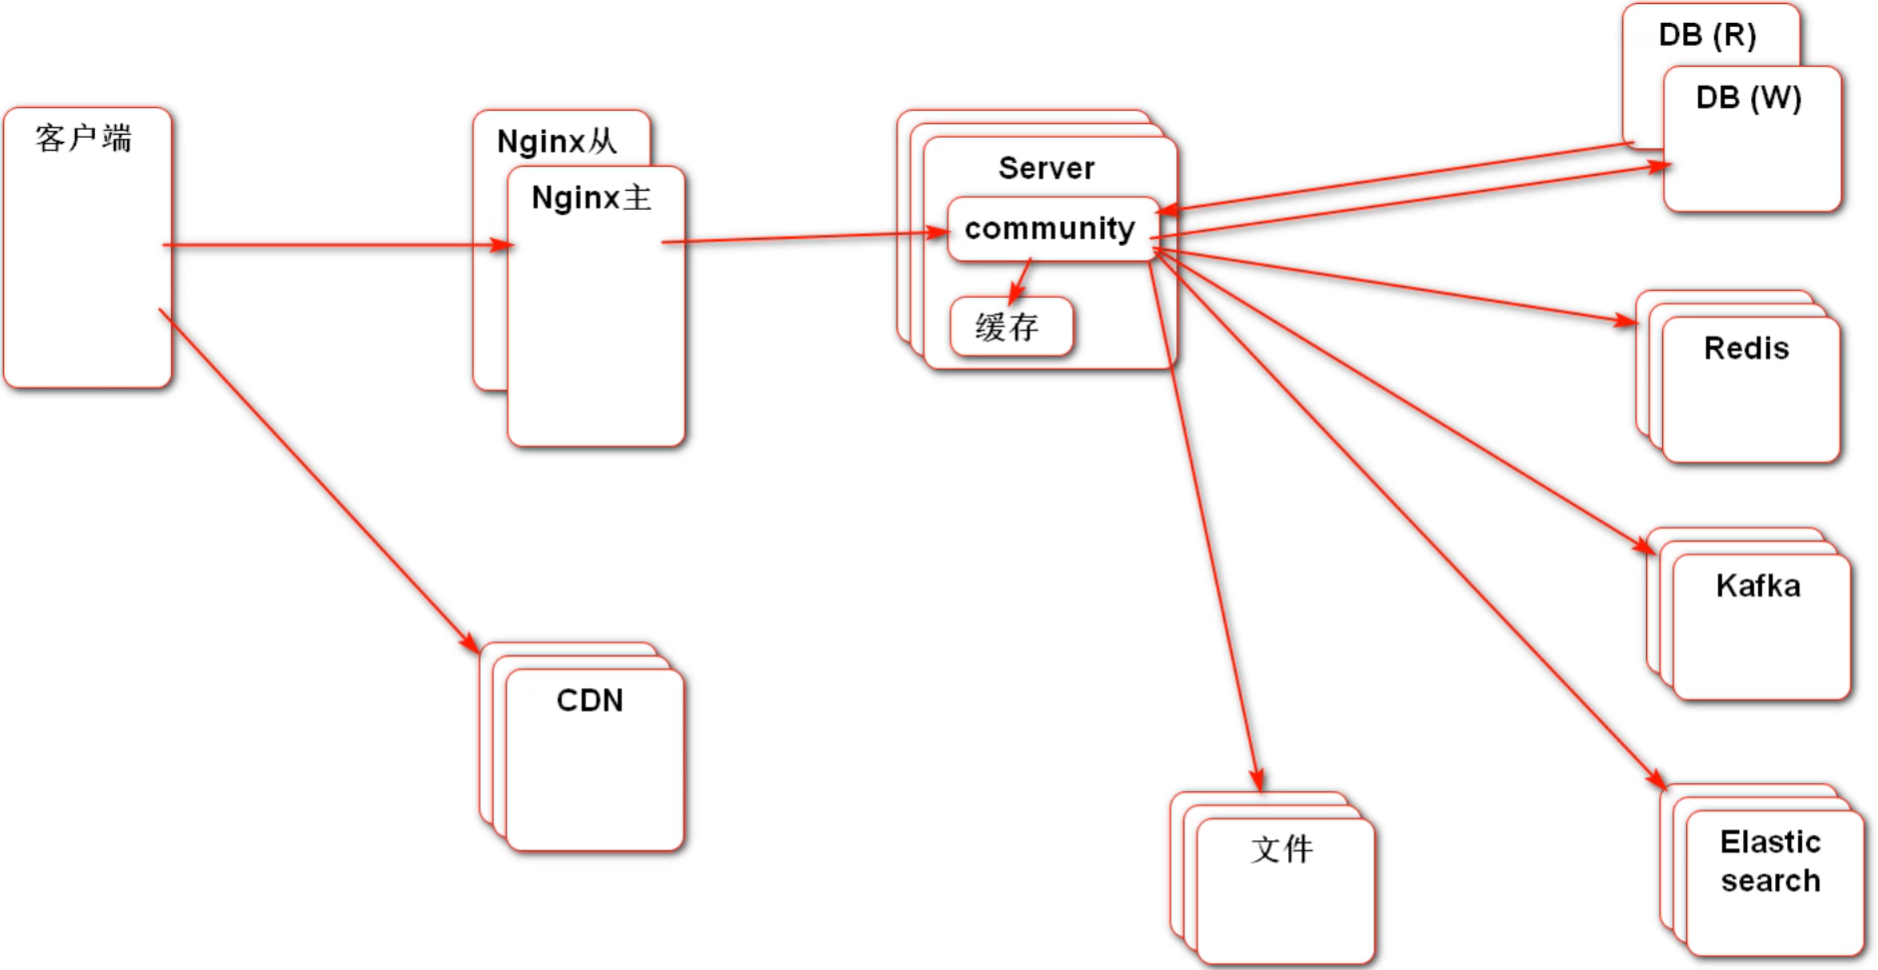 客户端
Nginx从
Nginx主
Server
community
缓存
DB (R)
DB (W)
Redis
Kafka
CDN
文件
Elastic
search